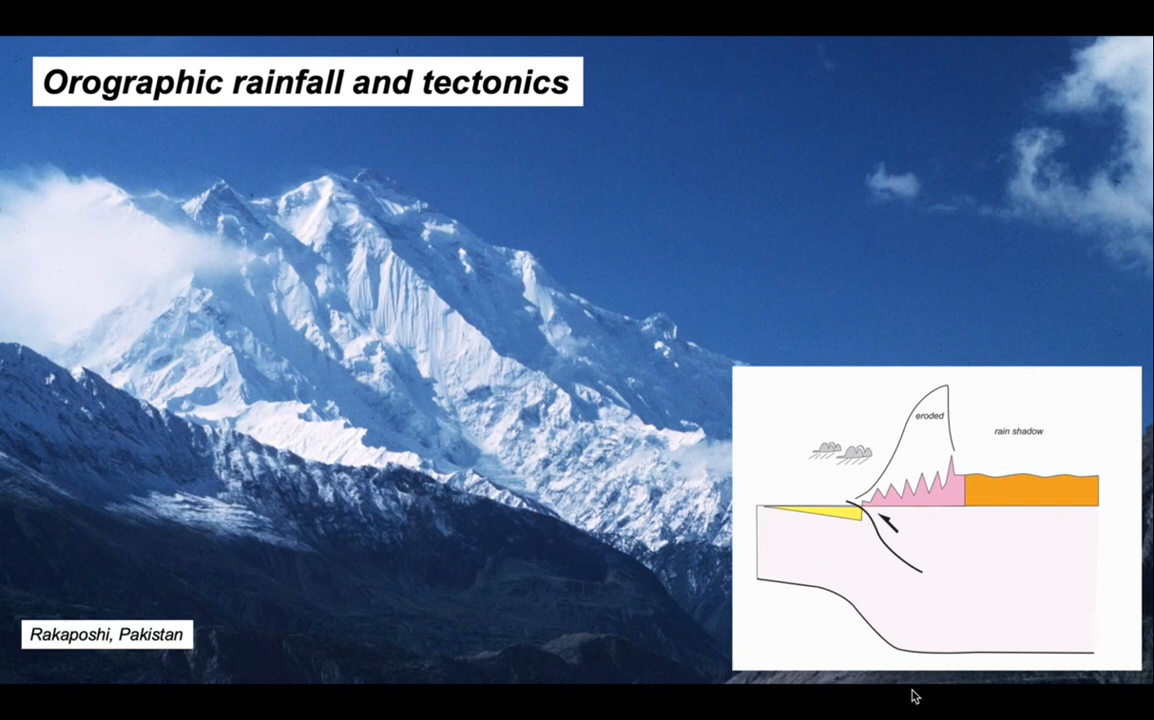 Orographic rainfall and tectonics
eroded
rain shadow
Rakaposhi, Pakistan